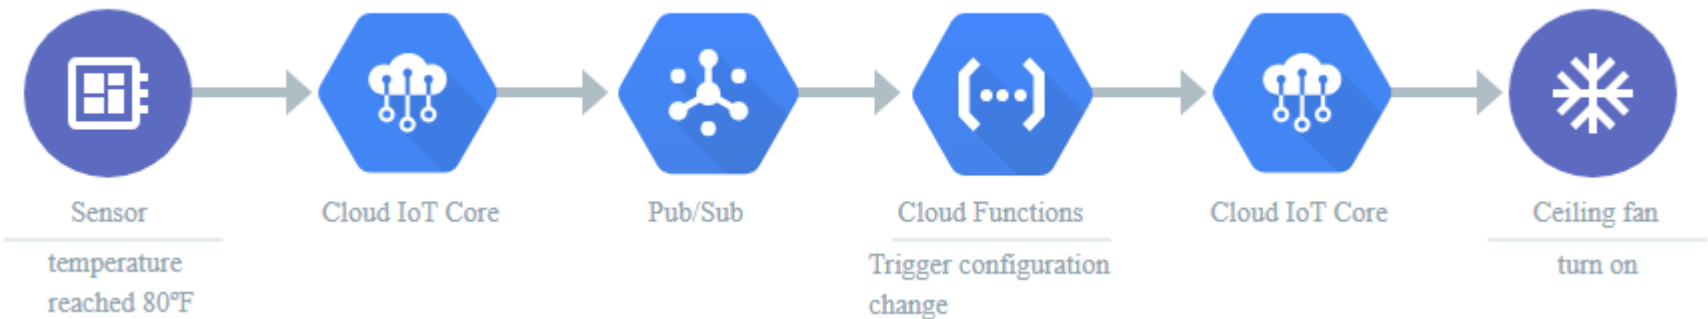 Sensor
temperature
reached 80°F
Cloud IoT Core
Pub/Sub
Cloud Functions
Trigger configuration
change
Cloud IoT Core
Ceiling fan
turn on